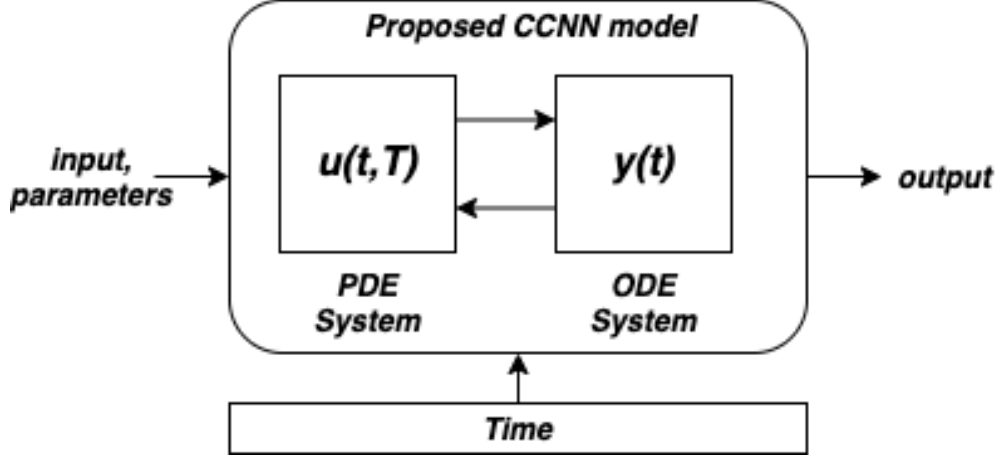 Proposed CCNN model
input,
parameters
u(t,T)
y(t)
output
PDE
System
ODE
System
Time